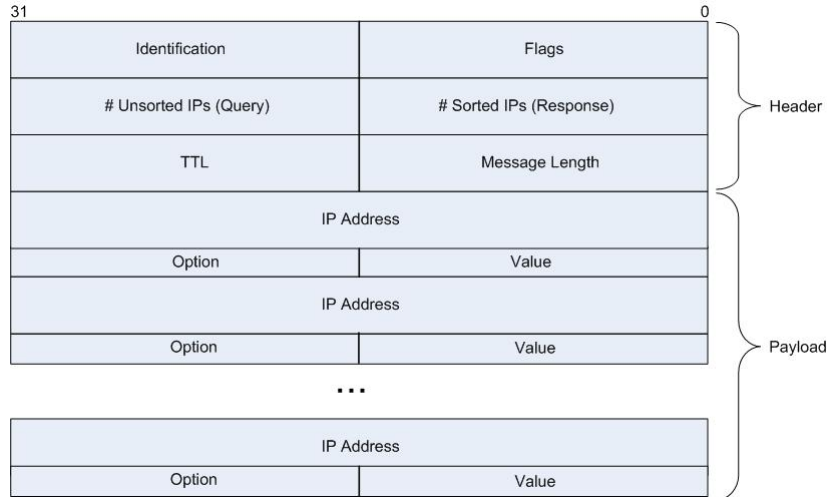 31 0
Identification Flags
# Unsorted IPs (Query) # Sorted IPs (Response)
Header
TTL Message Length
IP Address
Option Value
IP Address
Option Value
Payload
...
IP Address
Option Value